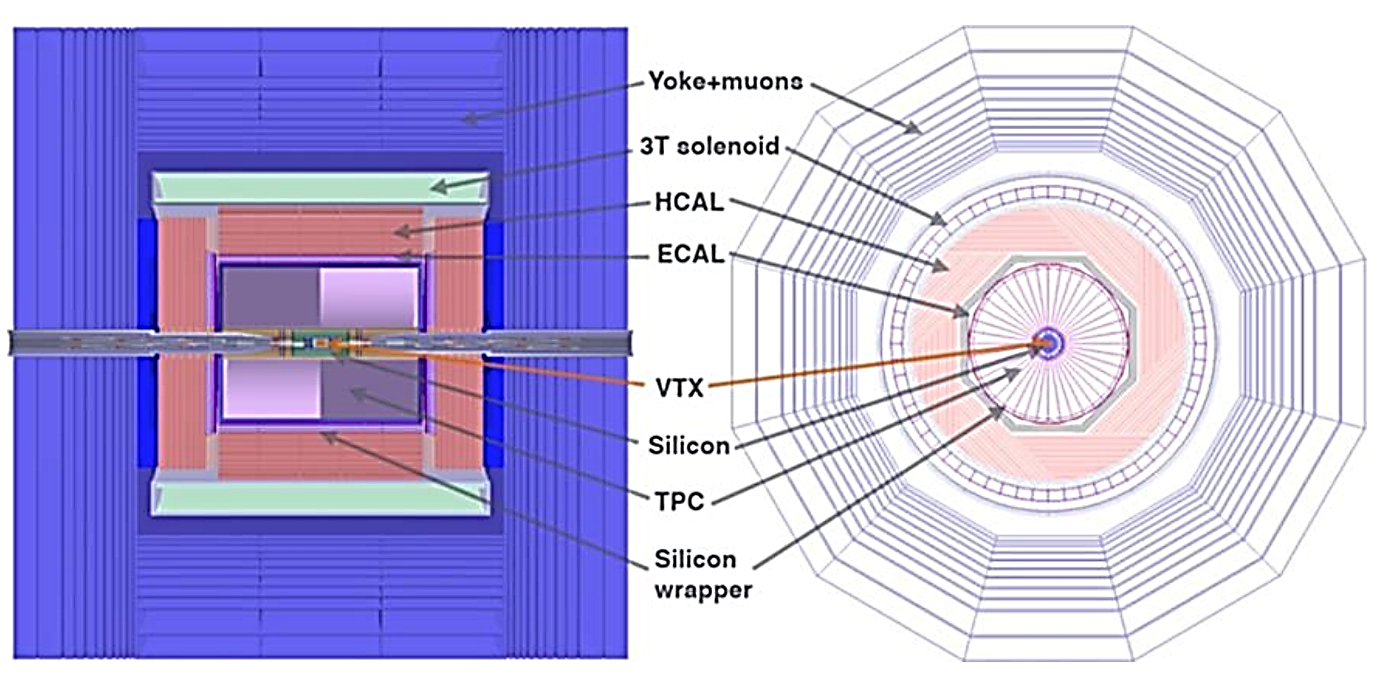 Yoke+muons
3T solenoid
HCAL
ECAL
VTX
Silicon
TPC
Silicon
wrapper